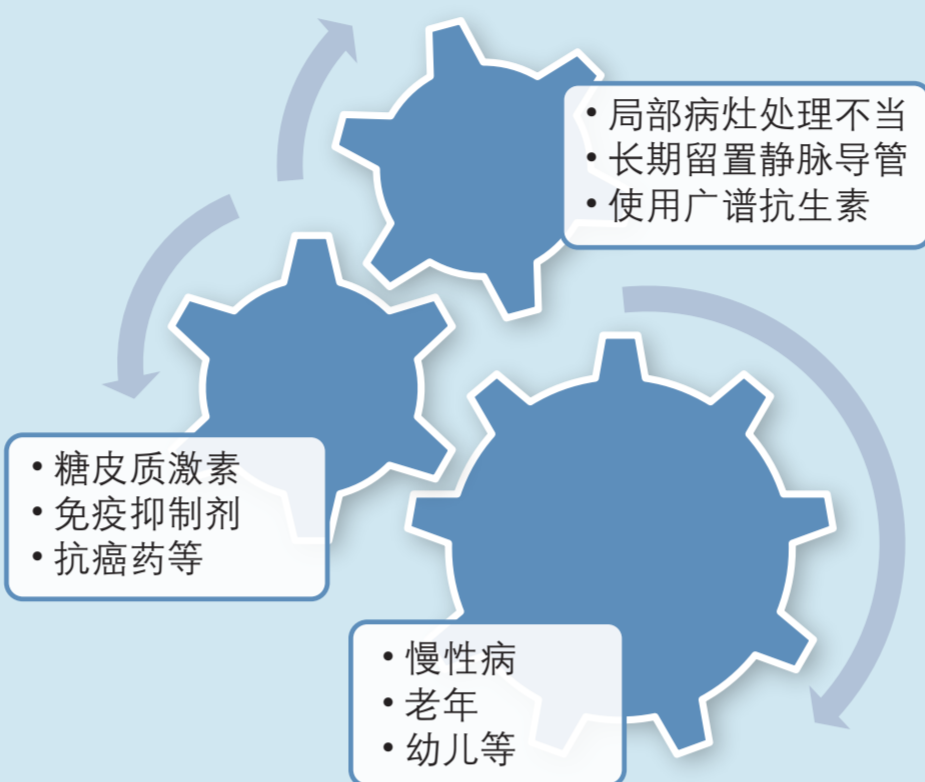 • 局部病灶处理不当
• 长期留置静脉导管
• 使用广谱抗生素
• 糖皮质激素
• 免疫抑制剂
• 抗癌药等
• 慢性病
• 老年
• 幼儿等